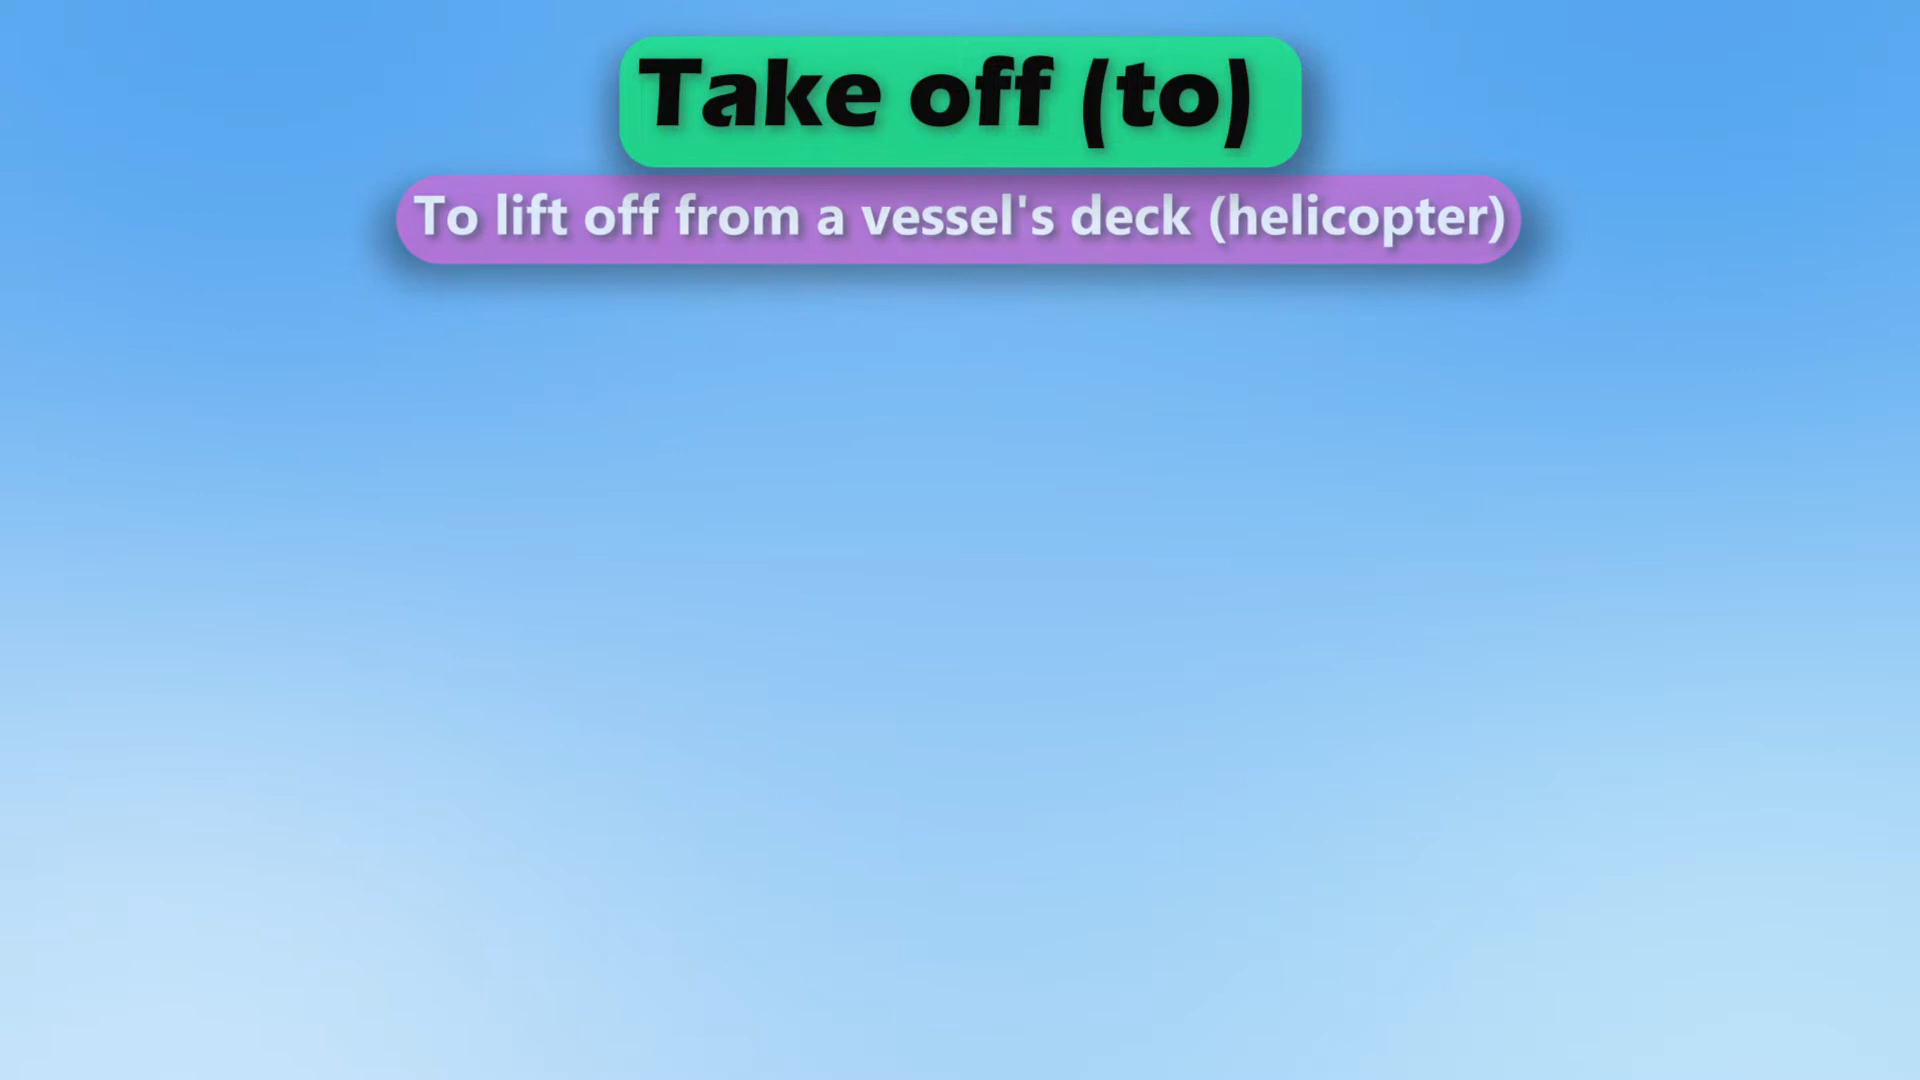 Take off (to)
To lift off from a vessel's deck (helicopter)